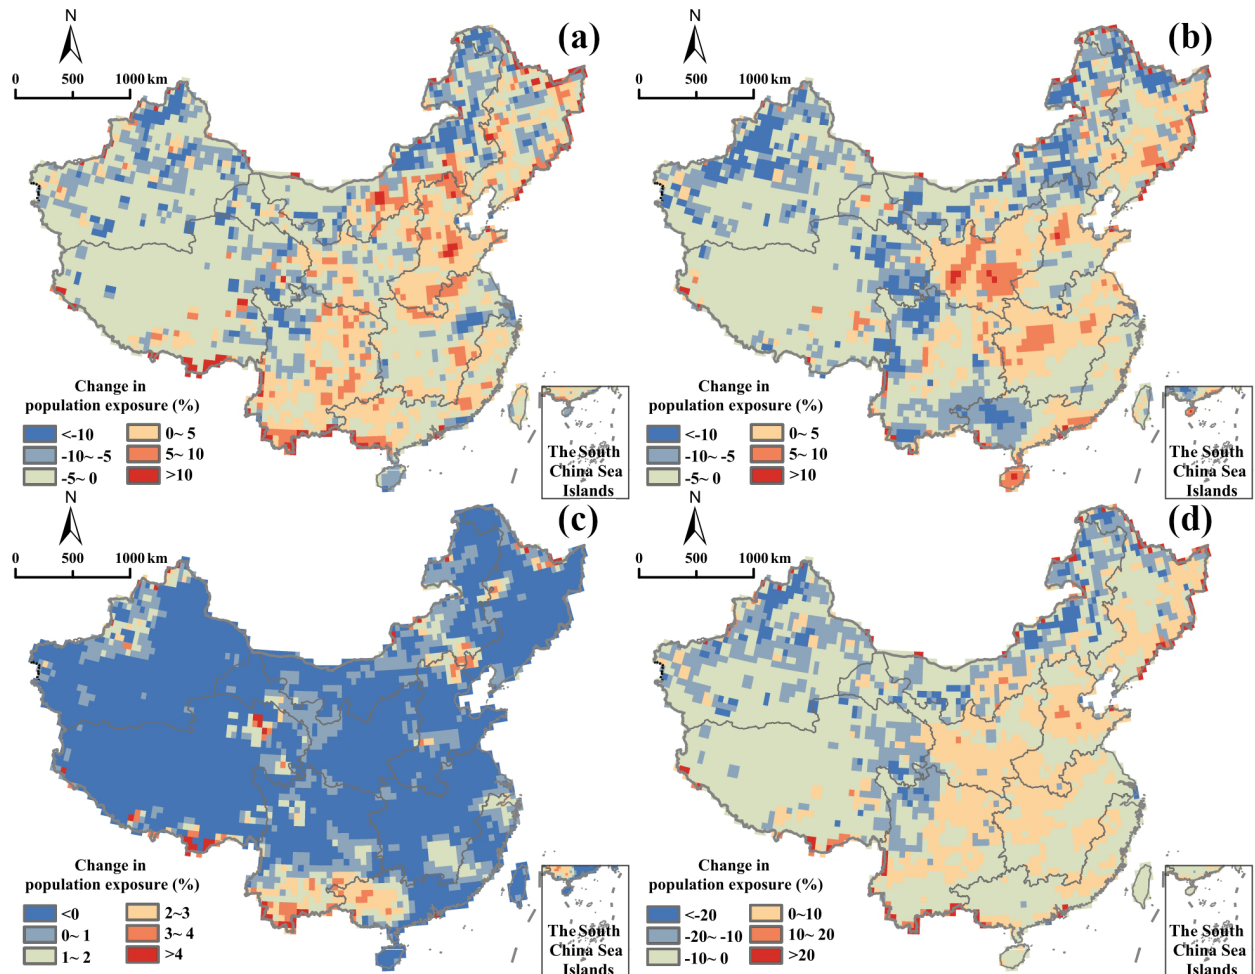 N
(a)
0 500 1000 km
Change in
population exposure (%)
<-10
-10~ -5
-5~ 0
0~ 5
5~ 10
>10
The South
China Sea
Islands
N
(b)
0 500 1000 km
Change in
population exposure (%)
<-10
-10~ -5
-5~ 0
0~ 5
5~ 10
>10
The South
China Sea
Islands
N
(c)
0 500 1000 km
Change in
population exposure (%)
<0
0~ 1
1~ 2
2~3
3~ 4
>4
The South
China Sea
Islands
N
(d)
0 500 1000 km
Change in
population exposure (%)
<-20
-20~ -10
-10~ 0
0~10
10~ 20
>20
The South
China Sea
Islands